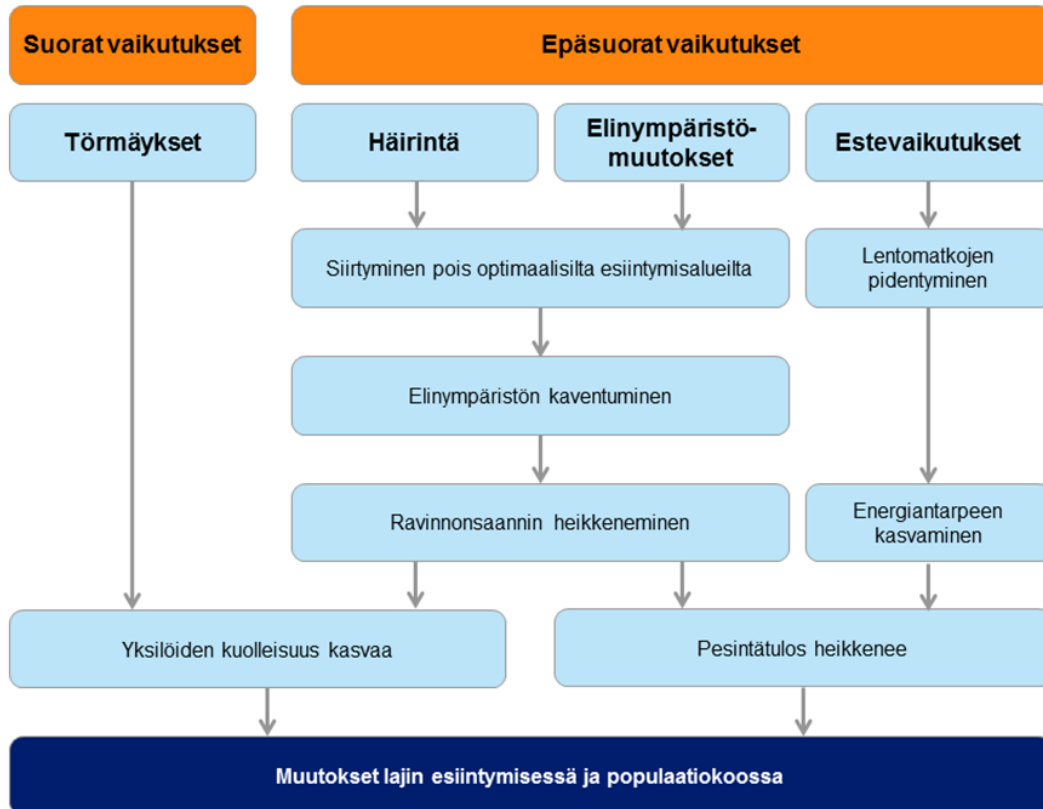 Suorat vaikutukset
Epäsuorat vaikutukset
Törmäykset
Häirintä
Elinympäristö-
muutokset
Estevaikutukset
Siirtyminen pois optimaalisilta esiintymisalueilta
Lentomatkojen
pidentyminen
Elinympäristön kaventuminen
Ravinnonsaannin heikkeneminen
Energiantarpeen
kasvaminen
Yksilöiden kuolleisuus kasvaa
Pesintätulos heikkenee
Muutokset lajin esiintymisessä ja populaatiokoossa